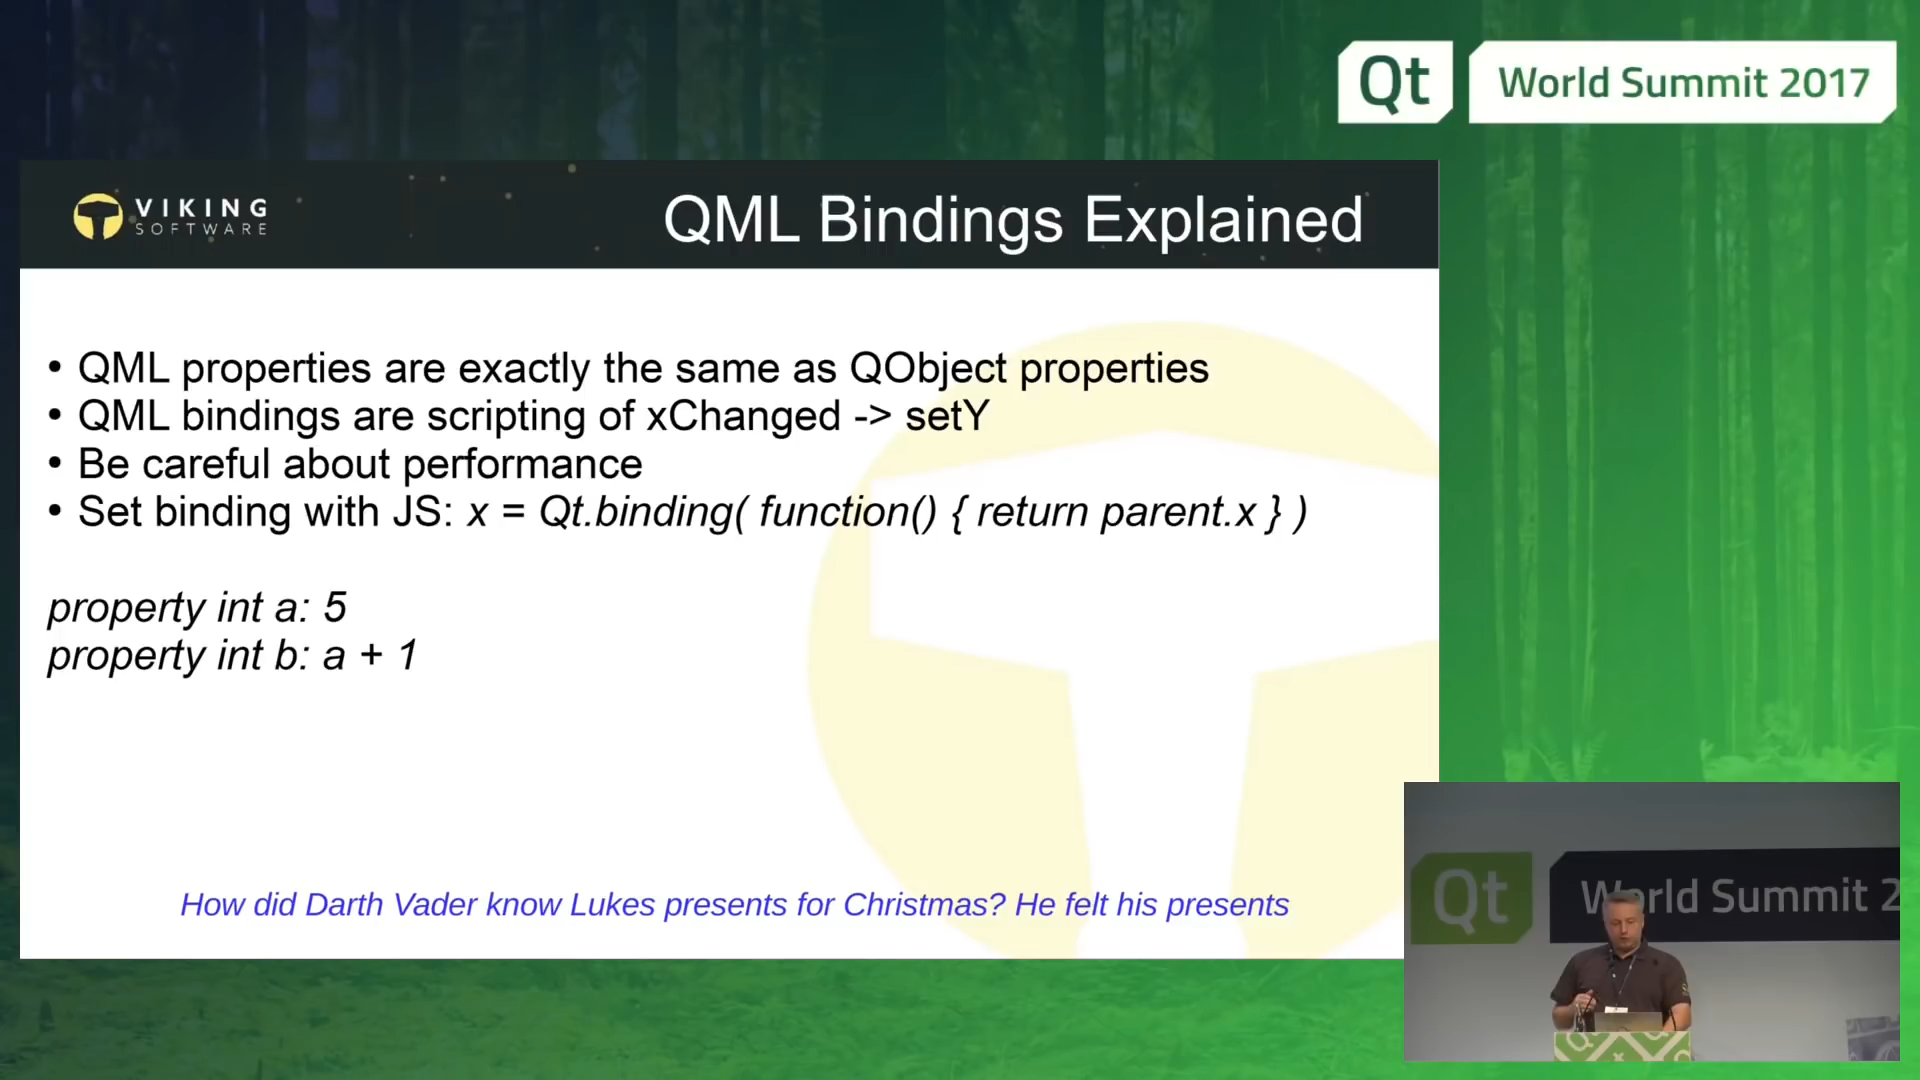 Qt World Summit 2017
VIKING
SOFTWARE
QML Bindings Explained
• QML properties are exactly the same as QObject properties
• QML bindings are scripting of xChanged -> setY
• Be careful about performance
• Set binding with JS: x = Qt.binding( function() { return parent.x } )
property int a: 5
property int b: a + 1
How did Darth Vader know Lukes presents for Christmas? He felt his presents
Qt World Summit 2